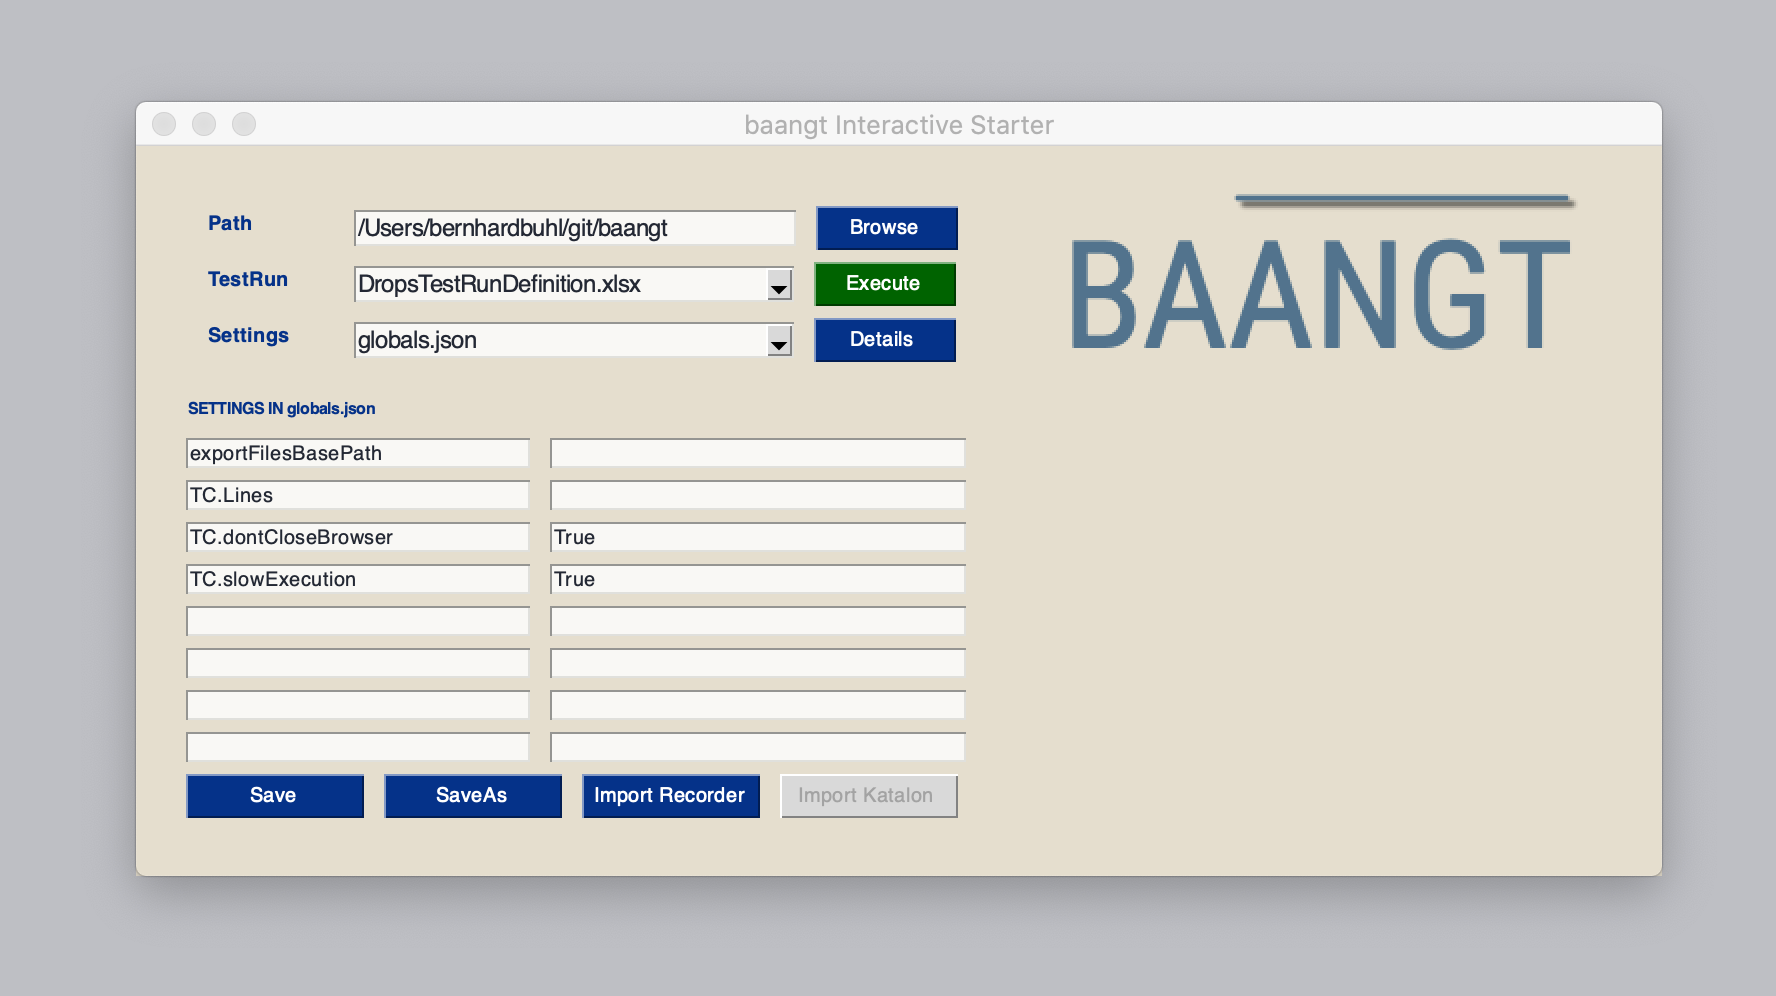 baangt Interactive Starter
Path /Users/bernhardbuhl/git/baangt Browse
TestRun DropsTestRunDefinition.xlsx Execute
Settings globals.json Details
BAANGT
SETTINGS IN globals.json
exportFilesBasePath
TC.Lines
TC.dontCloseBrowser True
TC.slowExecution True
Save SaveAs Import Recorder Import Katalon